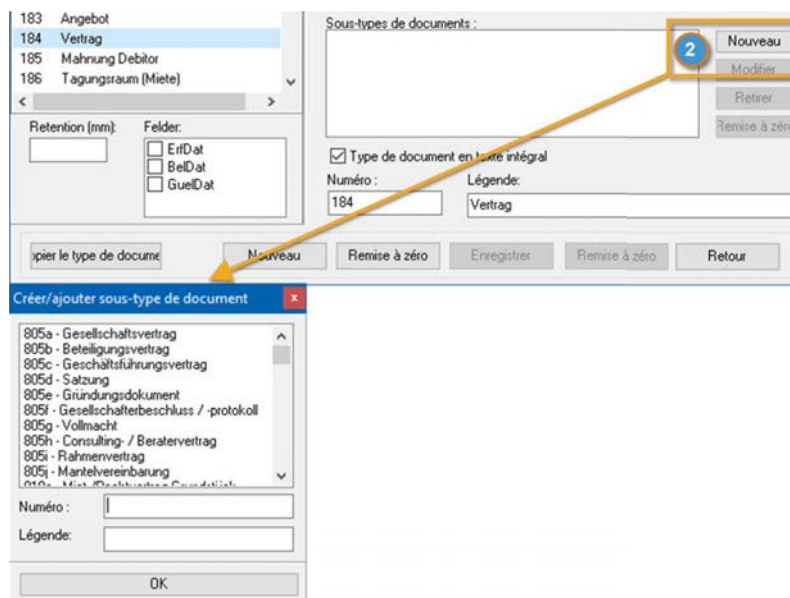 183 Angebot
184 Vertrag
185 Mahnung Debitor
186 Tagungsraum (Miete)
Retention (mm):
Felder:
ErfDat
BelDat
GuelDat
Sous-types de documents :
2
Nouveau
Modifier
Retirer
Remise à zéro
Type de document en texte intégral
Numéro :
Légende:
184
Vertrag
opier le type de docume
Nouveau
Remise à zéro
Enregistrer
Remise à zéro
Retour
Créer/ajouter sous-type de document
x
805a - Gesellschaftsvertrag
805b - Beteiligungsvertrag
805c - Geschäftsführungsvertrag
805d - Satzung
805e - Gründungsdokument
805f - Gesellschafterbeschluss / -protokoll
805g - Vollmacht
805h - Consulting- / Beratervertrag
805i - Rahmenvertrag
805j - Mantelvereinbarung
Numéro :
Légende:
OK